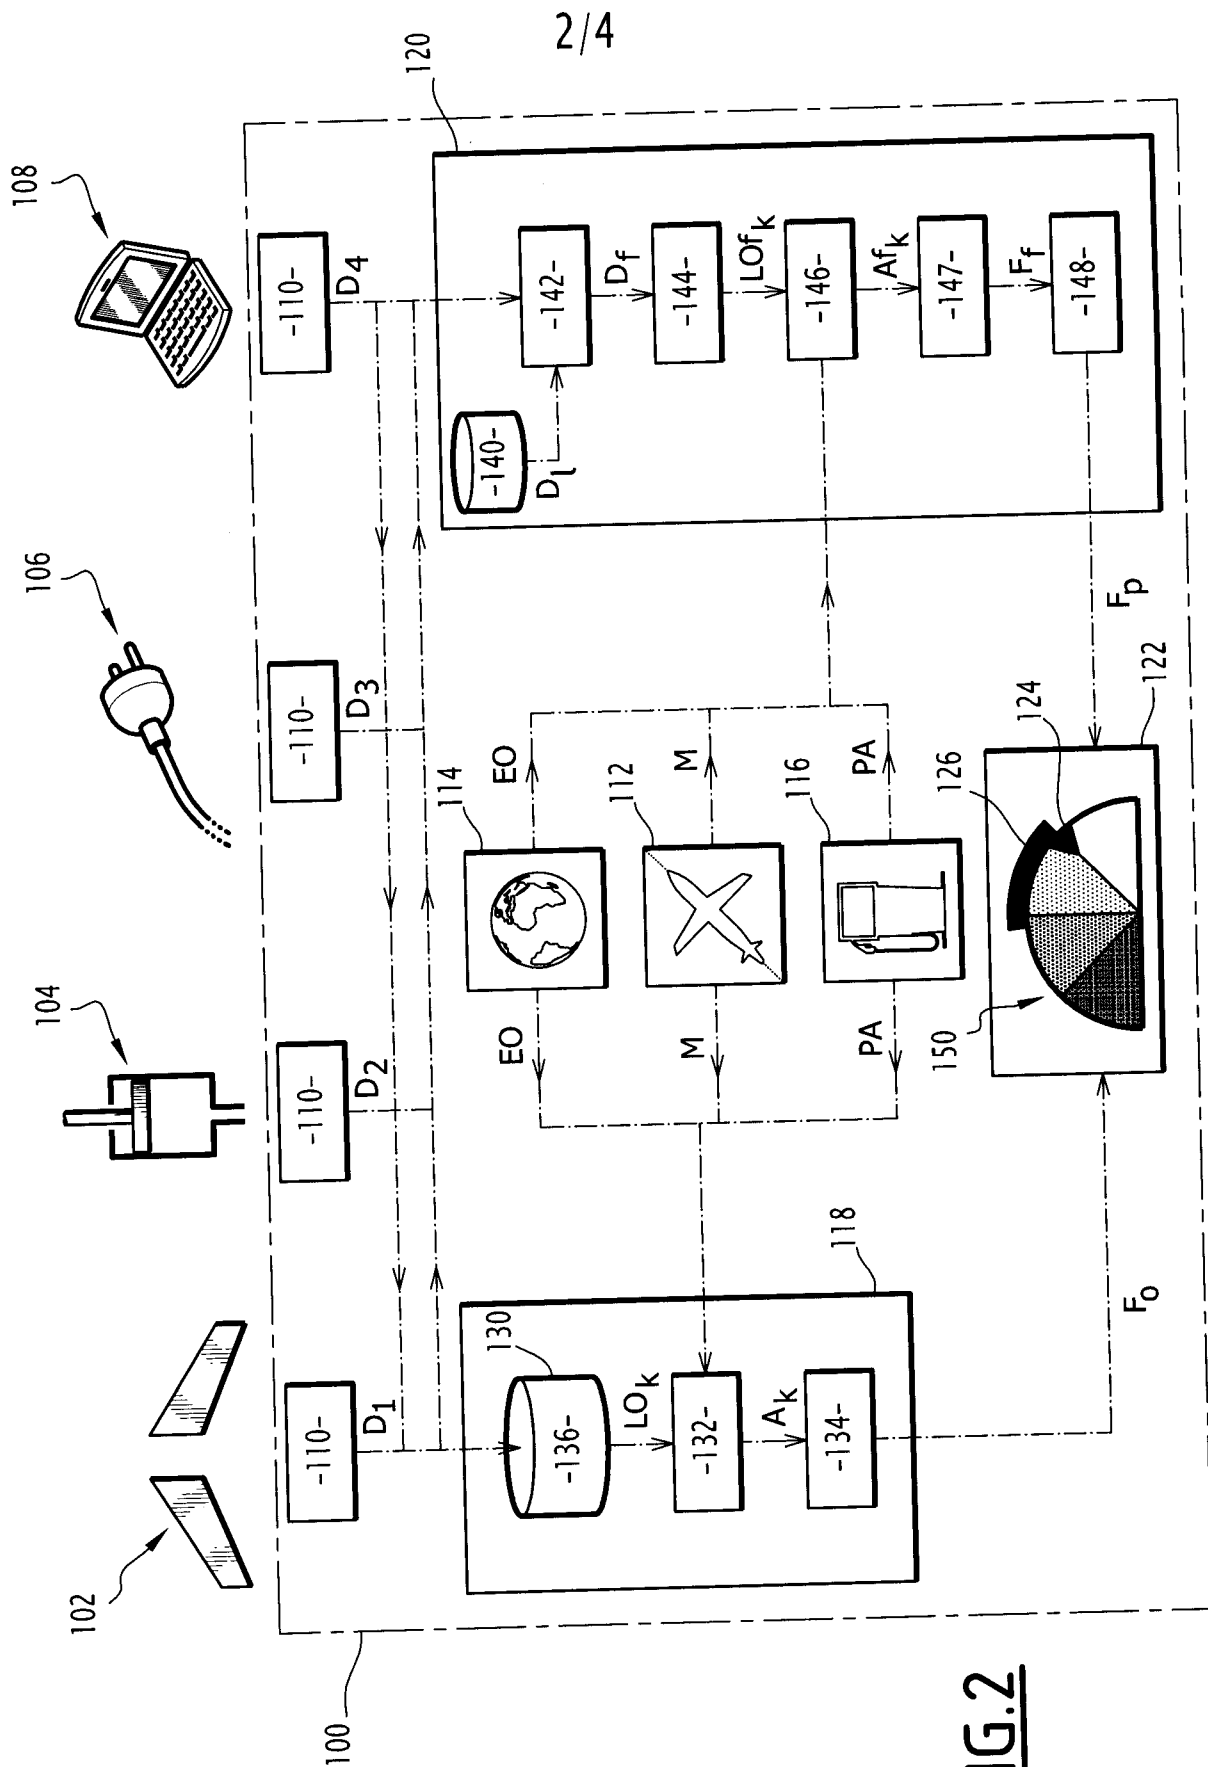 2/4
102
104
106
108
-110-
-110-
-110-
-110-
D1
D2
D3
D4
120
130
-136-
LOk
-132-
Ak
-134-
118
114
EO
EO
112
M
M
116
PA
PA
-140-
Dl
-142-
Df
-144-
LOfk
-146-
Afk
-147-
Ff
-148-
Fo
Fp
150
126
124
122
100
IG.2